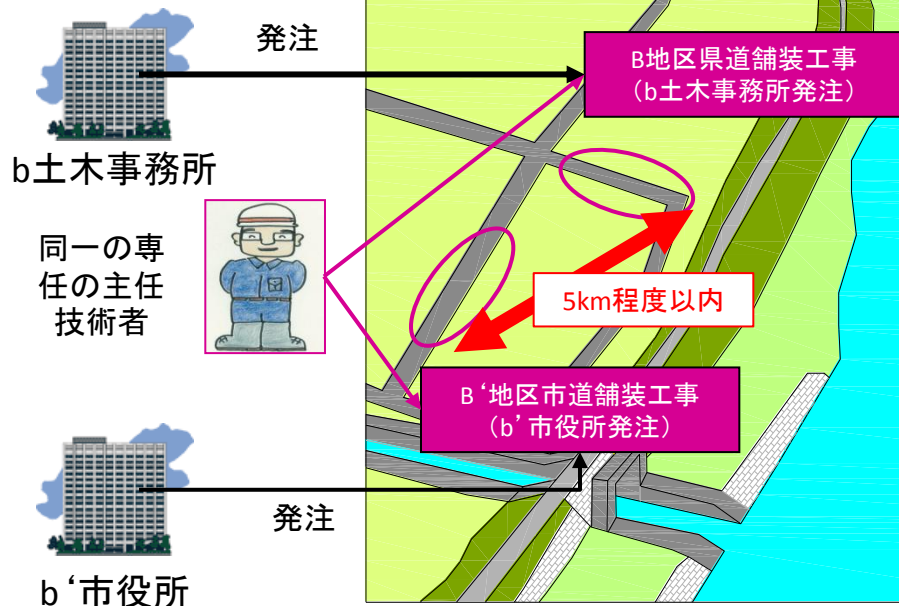 発注
B地区県道舗装工事
（b土木事務所発注）
b土木事務所
同一の専
任の主任
技術者
5km程度以内
B‘地区市道舗装工事
（b’市役所発注）
発注
b‘市役所